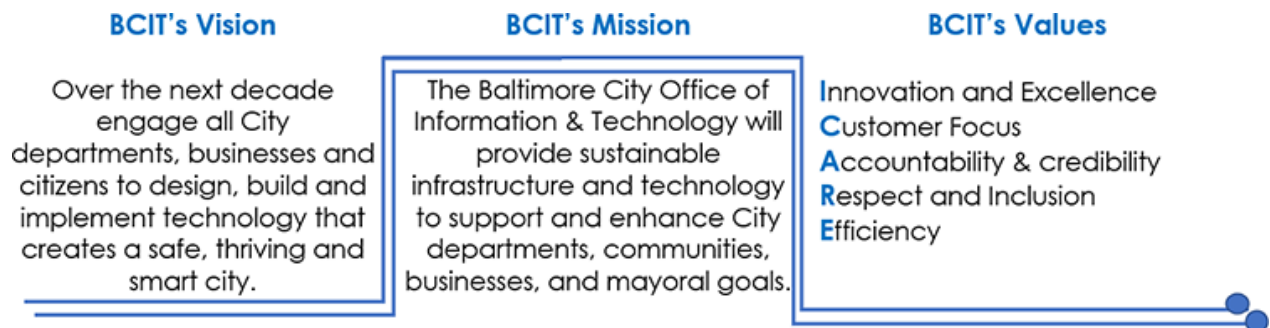 BCIT's Vision
Over the next decade
engage all City
departments, businesses and
citizens to design, build and
implement technology that
creates a safe, thriving and
smart city.
BCIT's Mission
The Baltimore City Office of
Information & Technology will
provide sustainable
infrastructure and technology
to support and enhance City
departments, communities,
businesses, and mayoral goals.
BCIT's Values
Innovation and Excellence
Customer Focus
Accountability & credibility
Respect and Inclusion
Efficiency